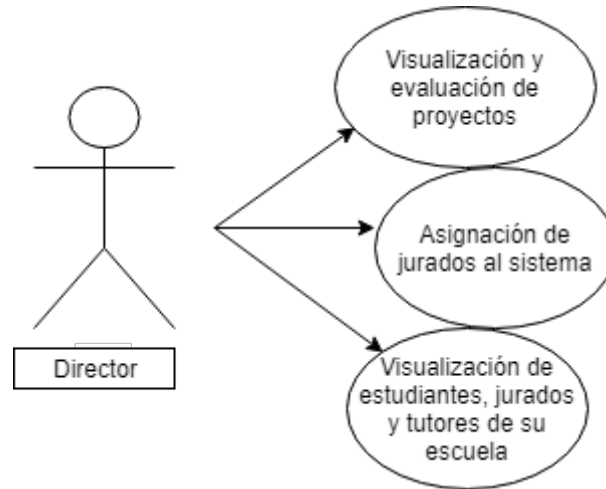 Visualización y
evaluación de
proyectos
Asignación de
jurados al sistema
Director
Visualización de
estudiantes, jurados
y tutores de su
escuela